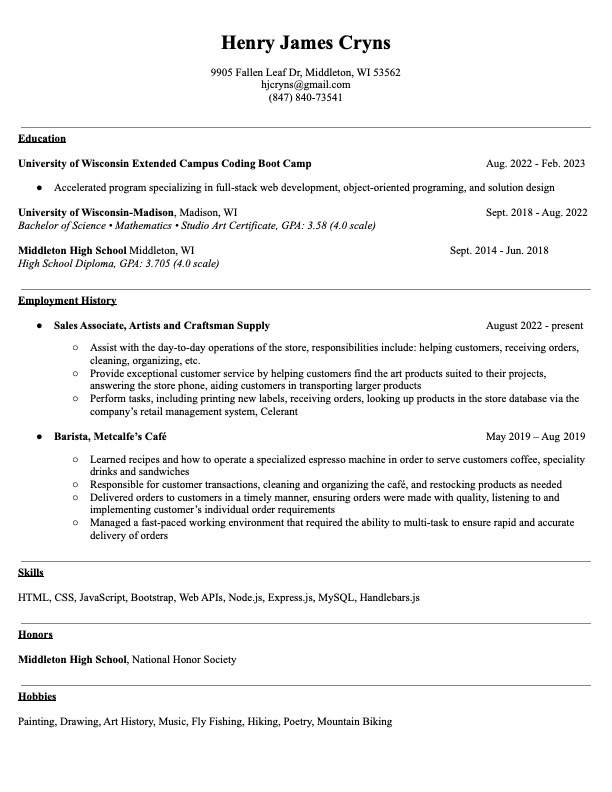 Henry James Cryns
9905 Fallen Leaf Dr, Middleton, WI 53562
hjcryns@gmail.com
(847) 840-73541
Education
University of Wisconsin Extended Campus Coding Boot Camp Aug. 2022 - Feb. 2023
● Accelerated program specializing in full-stack web development, object-oriented programing, and solution design
University of Wisconsin-Madison, Madison, WI Sept. 2018 - Aug. 2022
Bachelor of Science • Mathematics • Studio Art Certificate, GPA: 3.58 (4.0 scale)
Middleton High School Middleton, WI Sept. 2014 - Jun. 2018
High School Diploma, GPA: 3.705 (4.0 scale)
Employment History
● Sales Associate, Artists and Craftsman Supply August 2022 - present
○ Assist with the day-to-day operations of the store, responsibilities include: helping customers, receiving orders,
cleaning, organizing, etc.
○ Provide exceptional customer service by helping customers find the art products suited to their projects,
answering the store phone, aiding customers in transporting larger products
○ Perform tasks, including printing new labels, receiving orders, looking up products in the store database via the
company’s retail management system, Celerant
● Barista, Metcalfe’s Café May 2019 – Aug 2019
○ Learned recipes and how to operate a specialized espresso machine in order to serve customers coffee, speciality
drinks and sandwiches
○ Responsible for customer transactions, cleaning and organizing the café, and restocking products as needed
○ Delivered orders to customers in a timely manner, ensuring orders were made with quality, listening to and
implementing customer’s individual order requirements
○ Managed a fast-paced working environment that required the ability to multi-task to ensure rapid and accurate
delivery of orders
Skills
HTML, CSS, JavaScript, Bootstrap, Web APIs, Node.js, Express.js, MySQL, Handlebars.js
Honors
Middleton High School, National Honor Society
Hobbies
Painting, Drawing, Art History, Music, Fly Fishing, Hiking, Poetry, Mountain Biking